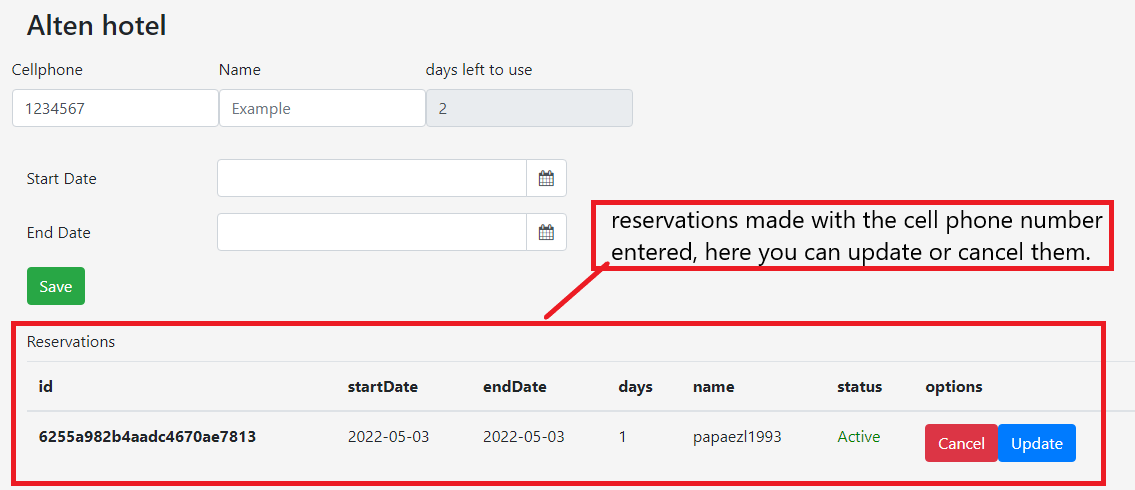 Alten hotel
Cellphone Name days left to use
1234567 Example 2
Start Date
reservations made with the cell phone number
entered, here you can update or cancel them.
End Date
Save
Reservations
id startDate endDate days name status options
6255a982b4aadc4670ae7813 2022-05-03 2022-05-03 1 papaezl1993 Active Cancel Update